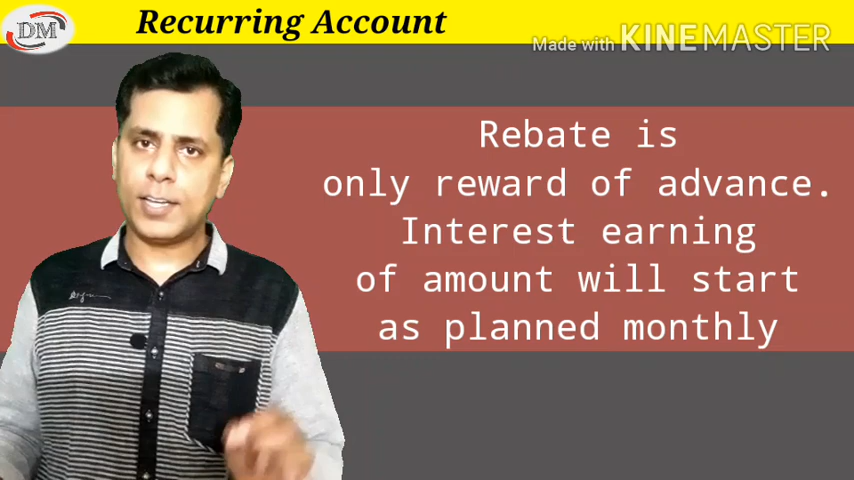 DM
Recurring Account
Made with KINEMASTER
Rebate is
only reward of advance.
Interest earning
of amount will start
as planned monthly